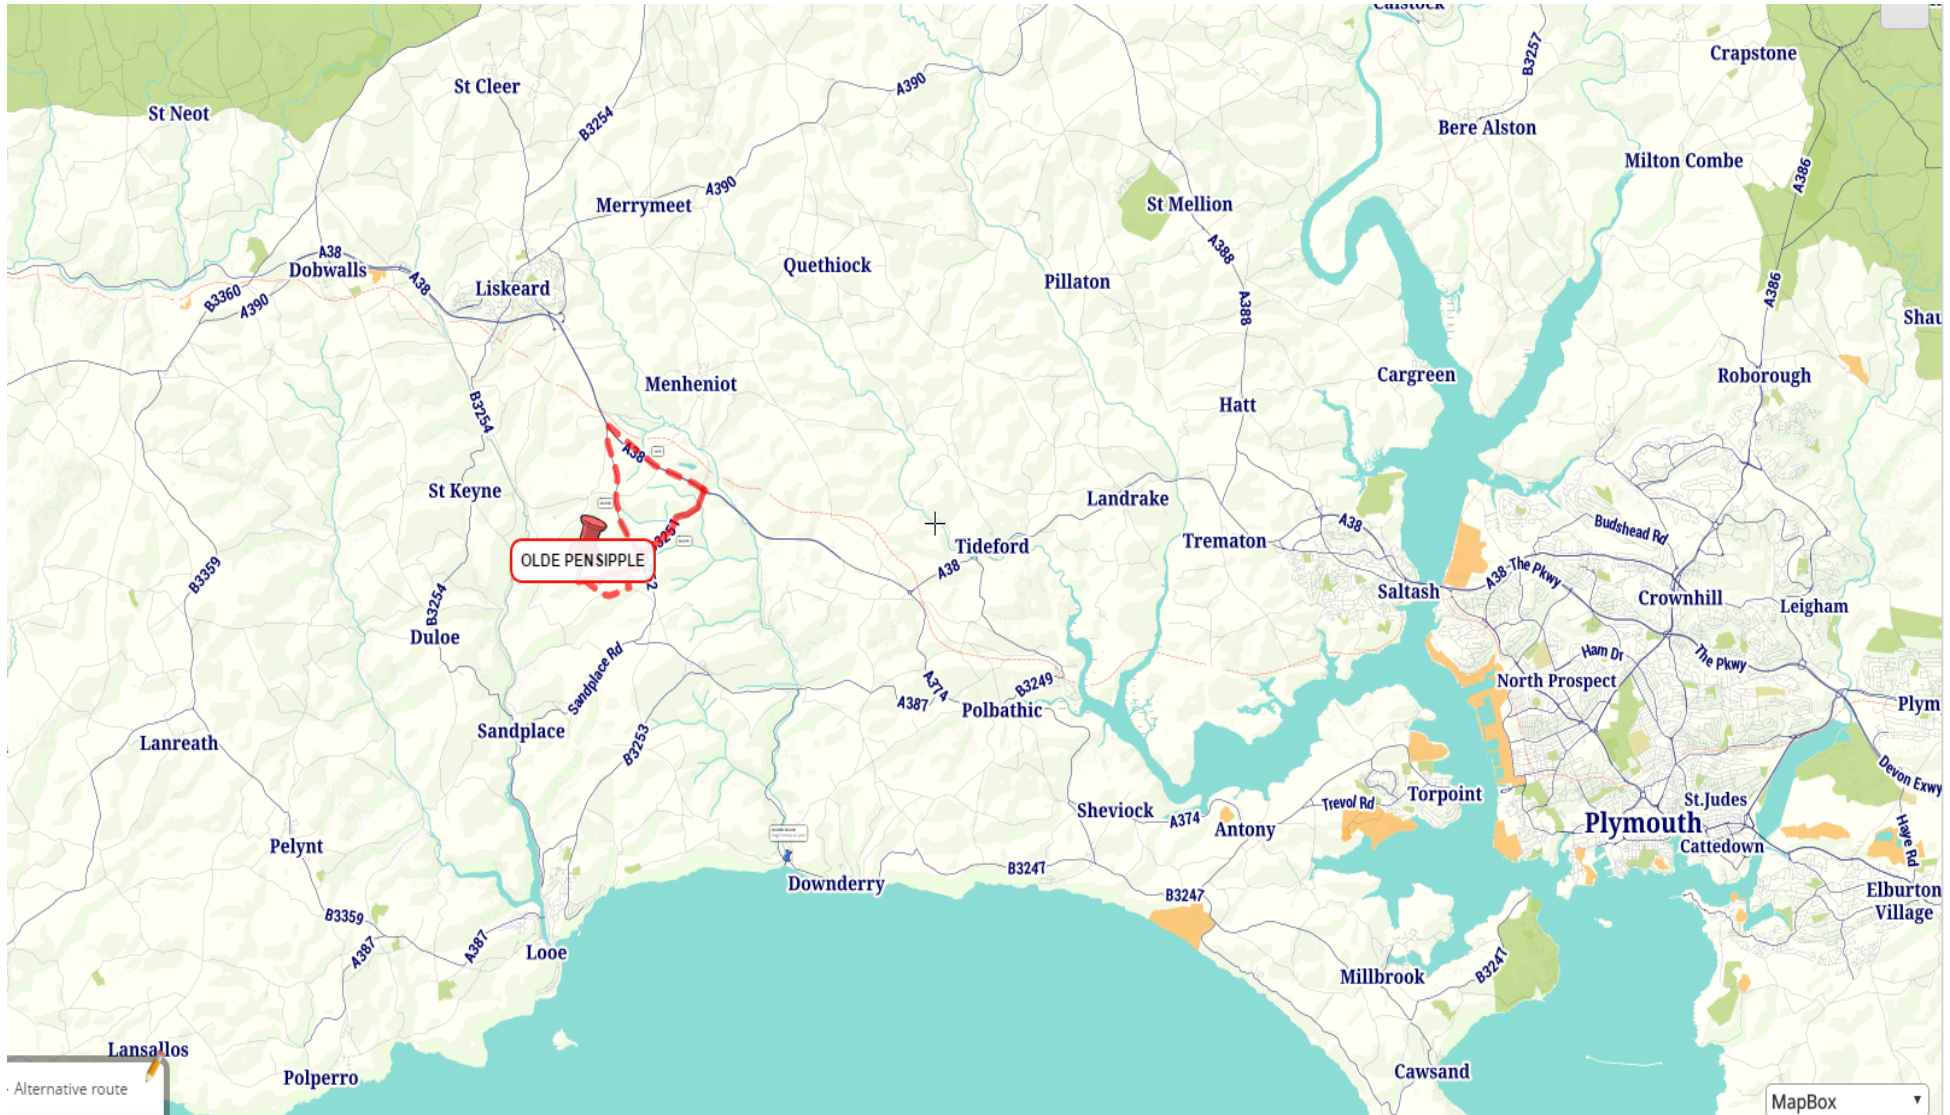 Calstock
Crapstone
B3257
St Cleer
A390
St Neot
B3254
Bere Alston
Milton Combe
A386
A390
Merrymeet
St Mellion
A388
A38
Dobwalls
Quethiock
Pillaton
A38
Liskeard
B3360
A390
A388
A386
Menheniot
Cargreen
Roborough
B3254
Hatt
A38
St Keyne
Landrake
A38
Budshead Rd
Tideford
Trematon
OLDE PENSIPPLE
A38
A38-The Pkwy
B3359
Saltash
Crownhill
Leigham
B3254
Duloe
Ham Dr
The Pkwy
Sandplace Rd
A374
B3249
North Prospect
A387
Polbathic
Sandplace
Lanreath
B3253
Devon Exwy
Torpoint
St.Judes
Trevol Rd
Sheviock
A374
Antony
Plymouth
Haye Rd
Pelynt
Cattedown
B3247
Downderry
B3247
Elburton
Village
B3359
A387
A387
Looe
Millbrook
B3247
Lansallos
Polperro
Cawsand
Alternative route
MapBox